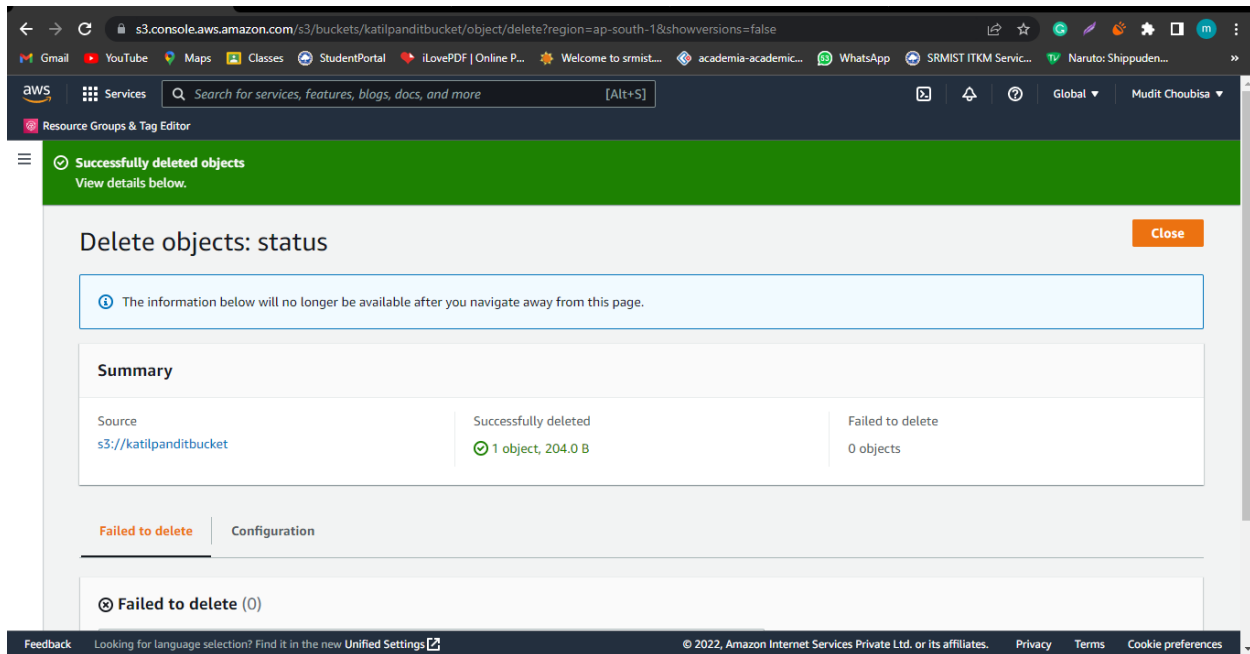 s3.console.aws.amazon.com/s3/buckets/katilpanditbucket/object/delete?region=ap-south-1&showversions=false
G m
Gmail YouTube Maps Classes StudentPortal iLovePDF | Online P... Welcome to srmist... academia-academic... 53 WhatsApp SRMIST ITKM Servic... TV Naruto: Shippuden... »
aws Services Search for services, features, blogs, docs, and more [Alt+S] Global Mudit Choubisa
Resource Groups & Tag Editor
Successfully deleted objects
View details below.
Delete objects: status Close
The information below will no longer be available after you navigate away from this page.
Summary
Source Successfully deleted Failed to delete
s3://katilpanditbucket 1 object, 204.0 B 0 objects
Failed to delete Configuration
Failed to delete (0)
Feedback Looking for language selection? Find it in the new Unified Settings © 2022, Amazon Internet Services Private Ltd. or its affiliates. Privacy Terms Cookie preferences